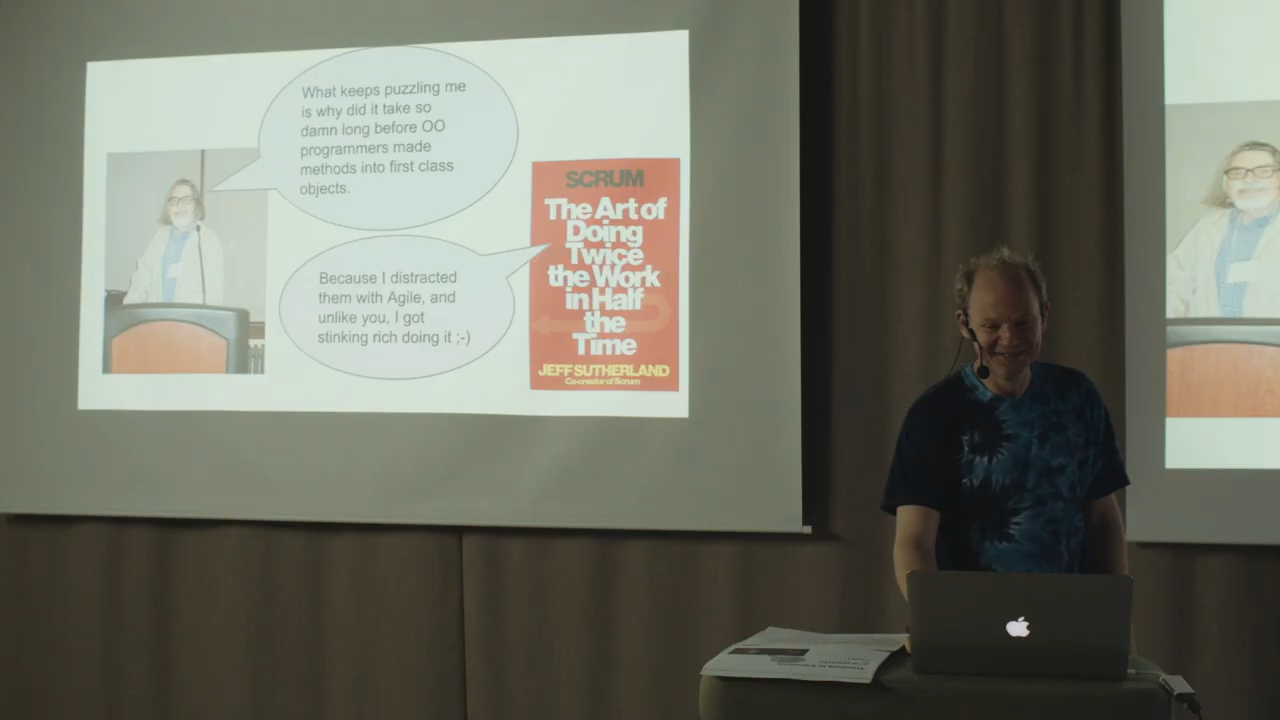 What keeps puzzling me
is why did it take so
damn long before OO
programmers made
methods into first class
objects.
Because I distracted
them with Agile, and
unlike you, I got
stinking rich doing it ;-)
SCRUM
The Art of
Doing
Twice
the Work
in Half
the
Time
JEFF SUTHERLAND
Co-creator of Scrum